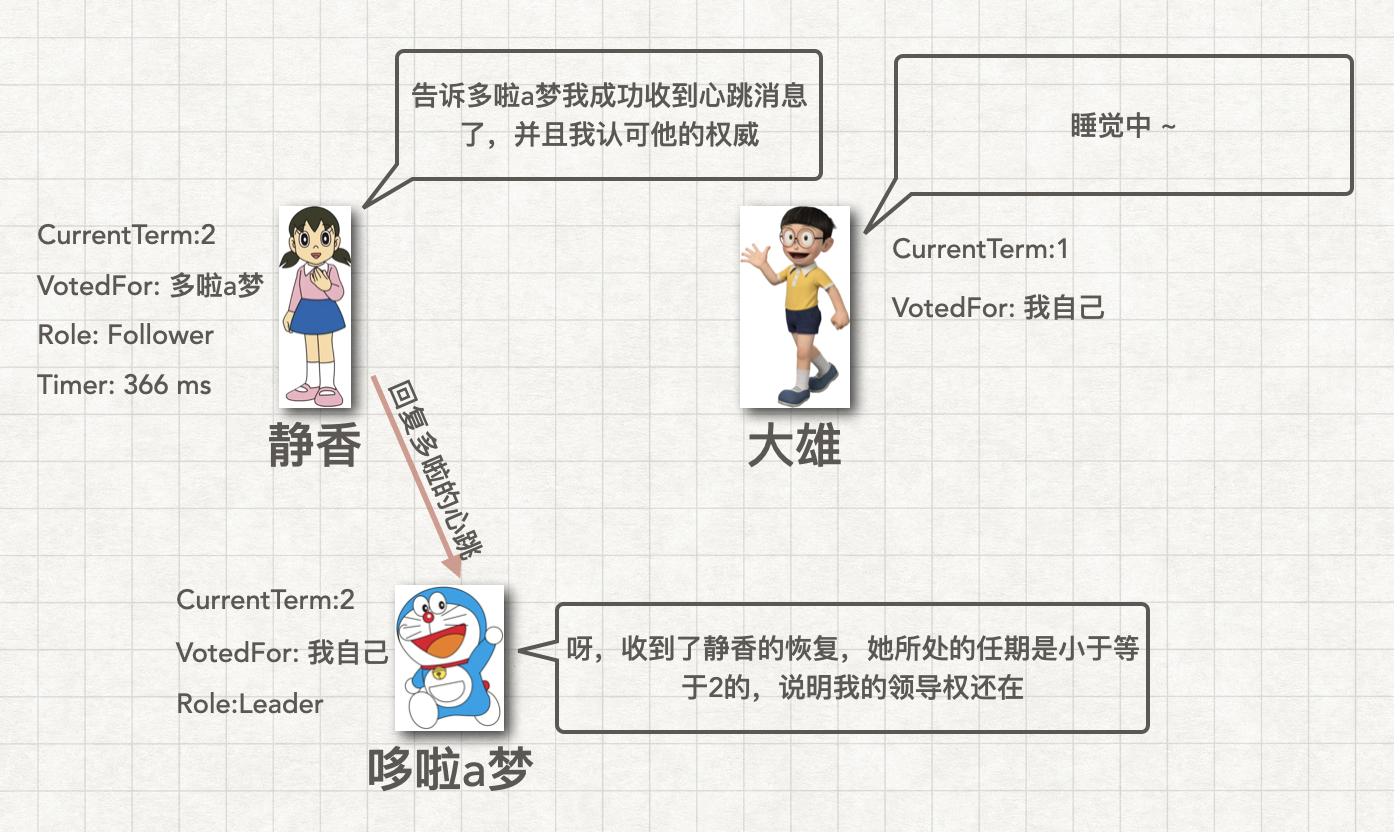 告诉多啦a梦我成功收到心跳消息
了，并且我认可他的权威
睡觉中 ~
CurrentTerm:2
VotedFor: 多啦a梦
Role: Follower
Timer: 366 ms
静香
CurrentTerm:1
VotedFor: 我自己
大雄
回复多啦的心跳
CurrentTerm:2
VotedFor: 我自己
Role:Leader
哆啦a梦
呀，收到了静香的恢复，她所处的任期是小于等
于2的，说明我的领导权还在